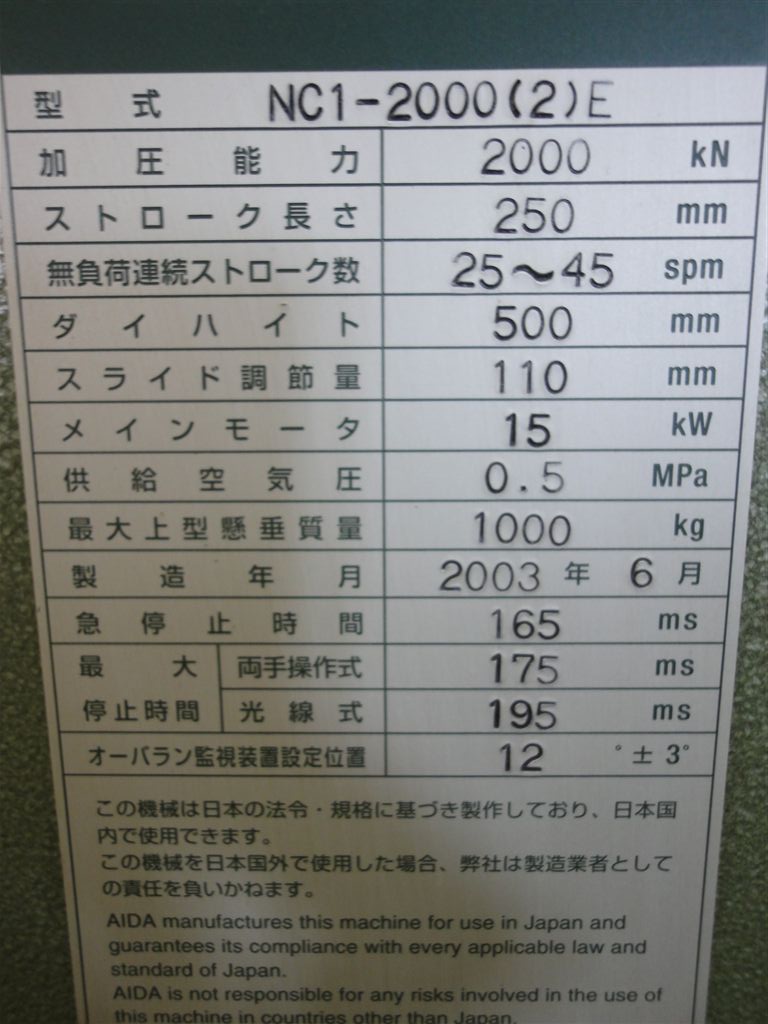 型式 NC1-2000(2)E
加圧能力 2000 kN
ストローク長さ 250 mm
無負荷連続ストローク数 25～45 spm
ダイハイト 500 mm
スライド調節量 110 mm
メインモータ 15 kW
供給空気圧 0.5 MPa
最大上型懸垂質量 1000 kg
製造年月 2003 年 6 月
急停止時間 165 ms
最大 両手操作式 175 ms
停止時間 光線式 195 ms
オーバラン監視装置設定位置 12 °± 3°
この機械は日本の法令・規格に基づき製作しており、日本国
内で使用できます。
この機械を日本国外で使用した場合、弊社は製造業者として
の責任を負いかねます。
AIDA manufactures this machine for use in Japan and
guarantees its compliance with every applicable law and
standard of Japan.
AIDA is not responsible for any risks involved in the use of
this machine in countries other than Japan.